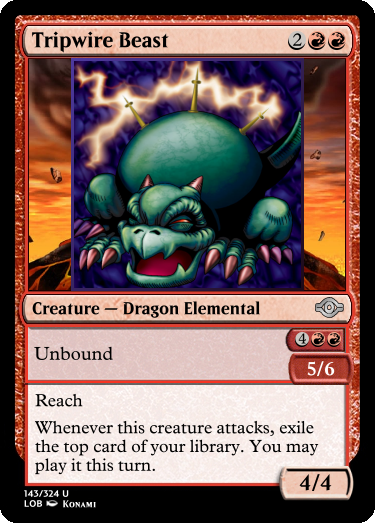 Tripwire Beast 2
Creature — Dragon Elemental
Unbound 4
5/6
Reach
Whenever this creature attacks, exile
the top card of your library. You may
play it this turn.
4/4
143/324 U
LOB KONAMI